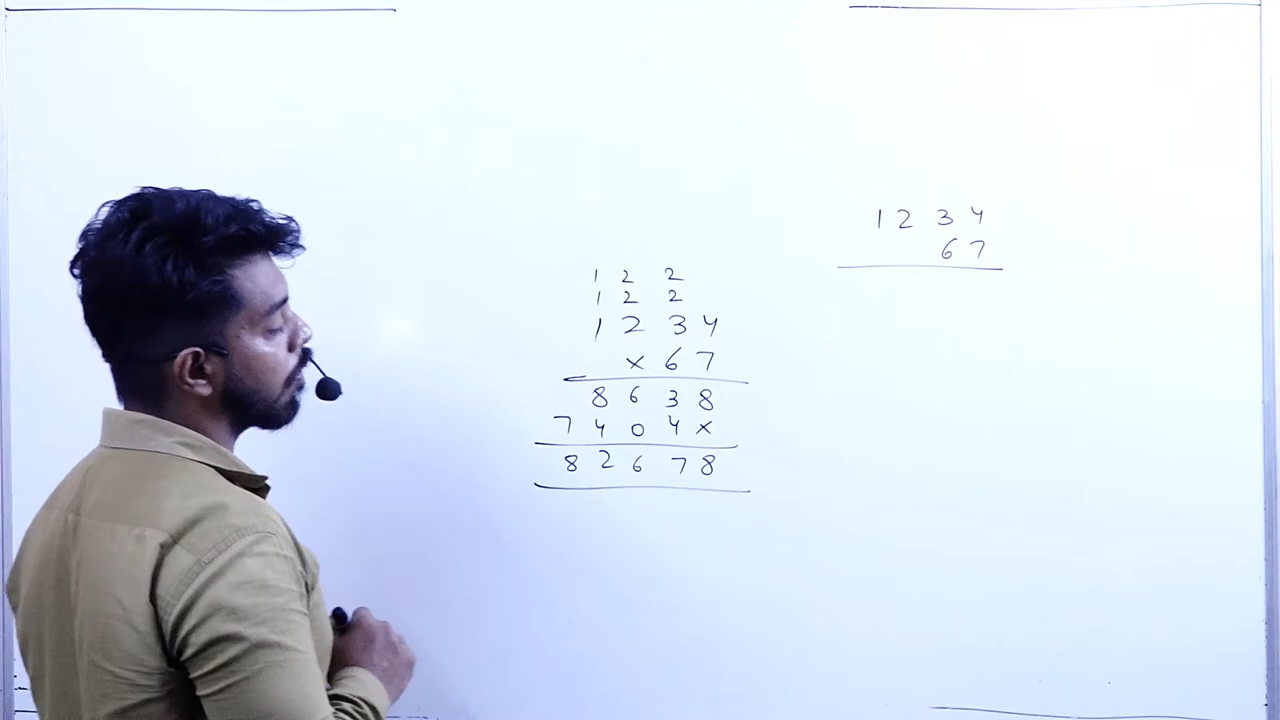 1 2 2
1 2 2
1 2 3 4
× 6 7
8 6 3 8
7 4 0 4 ×
8 2 6 7 8
1 2 3 4
6 7